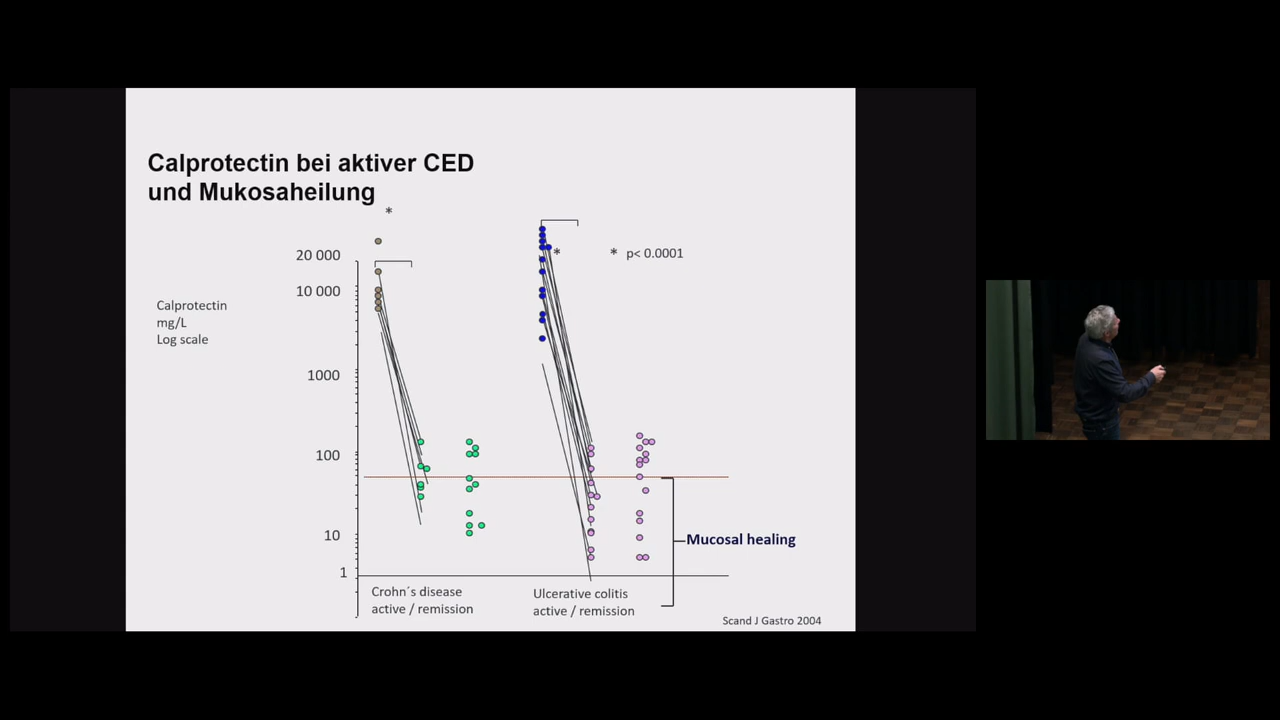 Calprotectin bei aktiver CED
und Mukosaheilung
*
20 000
10 000
1000
100
10
1
Calprotectin
mg/L
Log scale
*
* p< 0.0001
Mucosal healing
Crohn´s disease
active / remission
Ulcerative colitis
active / remission
Scand J Gastro 2004